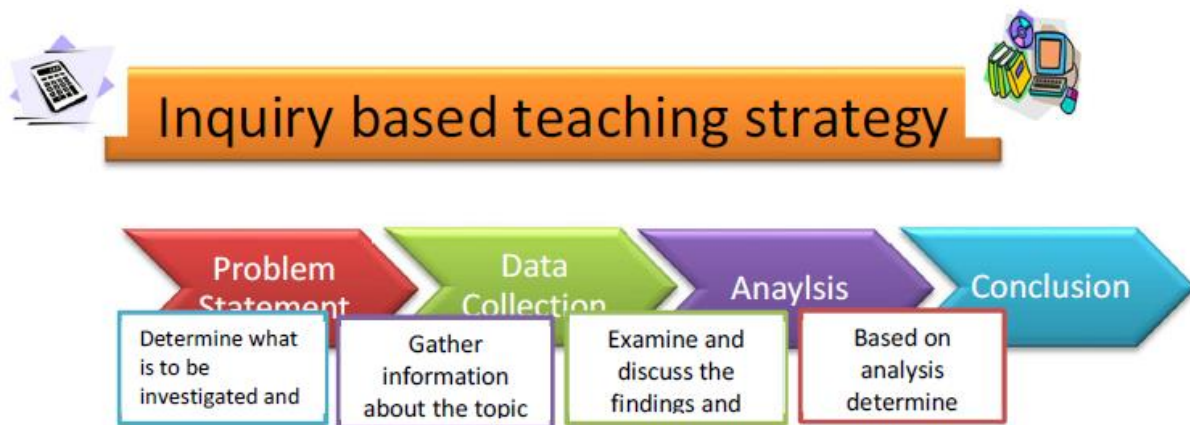 Inquiry based teaching strategy
Problem
Statement
Data
Collection
Anaylsis
Conclusion
Determine what
is to be
investigated and
Gather
information
about the topic
Examine and
discuss the
findings and
Based on
analysis
determine